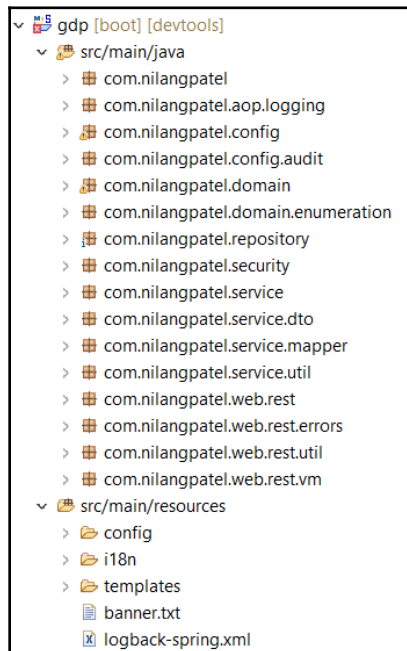 gdp [boot] [devtools]
src/main/java
com.nilangpatel
com.nilangpatel.aop.logging
com.nilangpatel.config
com.nilangpatel.config.audit
com.nilangpatel.domain
com.nilangpatel.domain.enumeration
com.nilangpatel.repository
com.nilangpatel.security
com.nilangpatel.service
com.nilangpatel.service.dto
com.nilangpatel.service.mapper
com.nilangpatel.service.util
com.nilangpatel.web.rest
com.nilangpatel.web.rest.errors
com.nilangpatel.web.rest.util
com.nilangpatel.web.rest.vm
src/main/resources
config
i18n
templates
banner.txt
logback-spring.xml